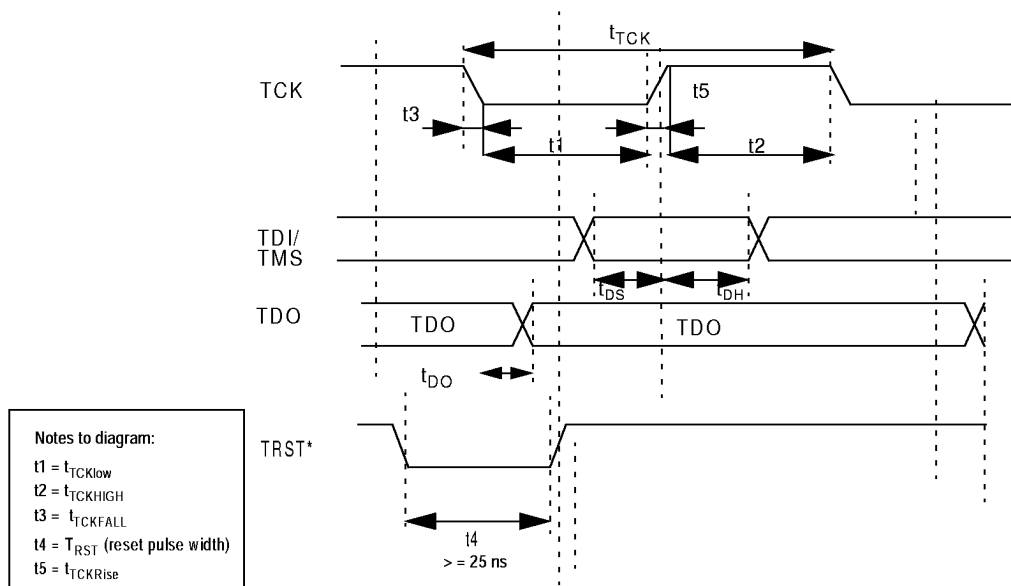 tTCK
TCK
t3
t5
t1
t2
TDI/
TMS
tDS
tDH
TDO
TDO
TDO
tDO
TRST*
t4
> = 25 ns
Notes to diagram:
t1 = tTCKlow
t2 = tTCKHIGH
t3 = tTCKFALL
t4 = TRST (reset pulse width)
t5 = tTCKRise